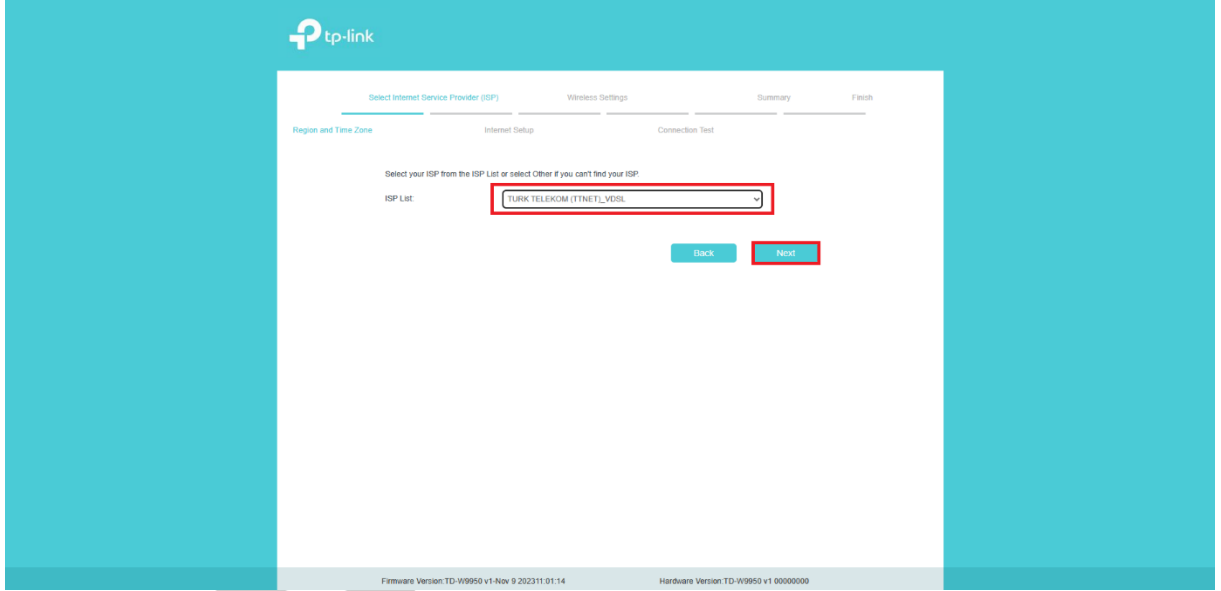 tp-link
Select Internet Service Provider (ISP) Wireless Settings Summary Finish
Region and Time Zone Internet Setup Connection Test
Select your ISP from the ISP List or select Other if you can't find your ISP.
ISP List: TURK TELEKOM (TTNET)_VDSL
Back Next
Firmware Version:TD-W9950 v1-Nov 9 202311:01:14 Hardware Version:TD-W9950 v1 00000000